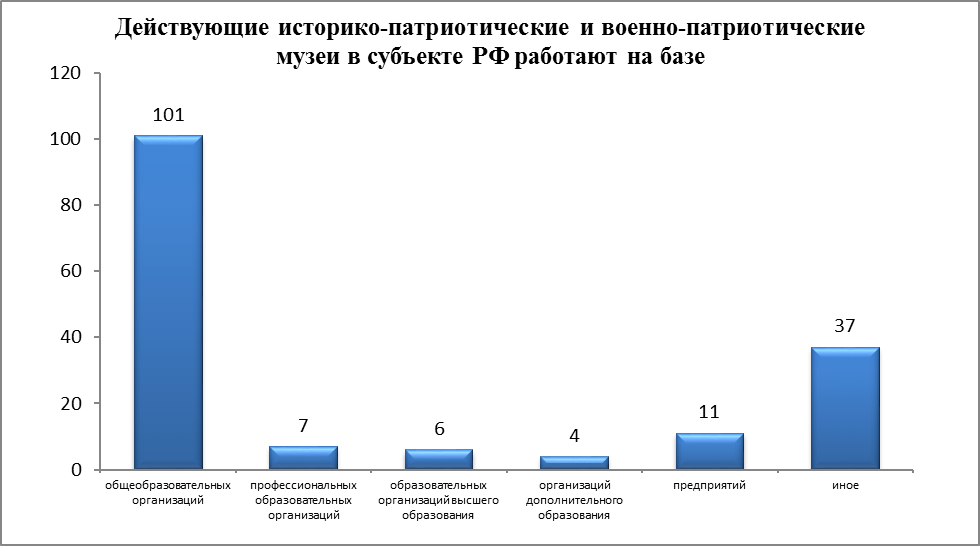 Действующие историко-патриотические и военно-патриотические
музеи в субъекте РФ работают на базе
120
100
80
60
40
20
0
101
7
6
4
11
37
общеобразовательных
организаций
профессиональных
образовательных
организаций
образовательных
организаций высшего
образования
организаций
дополнительного
образования
предприятий
иное